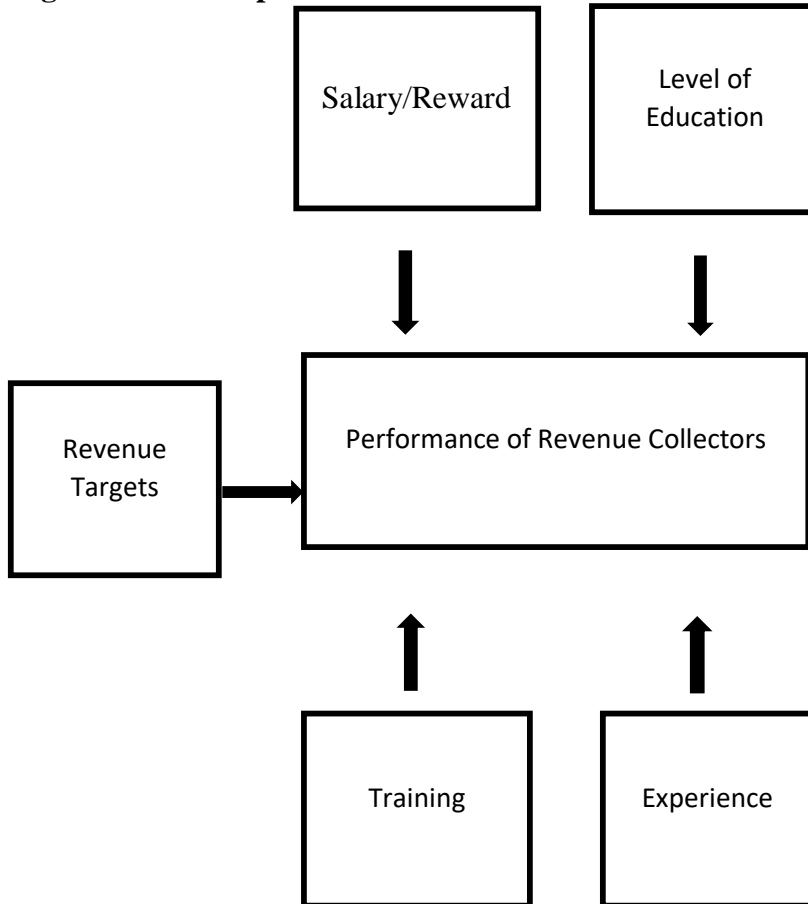 Salary/Reward
Level of
Education
Revenue
Targets
Performance of Revenue Collectors
Training
Experience